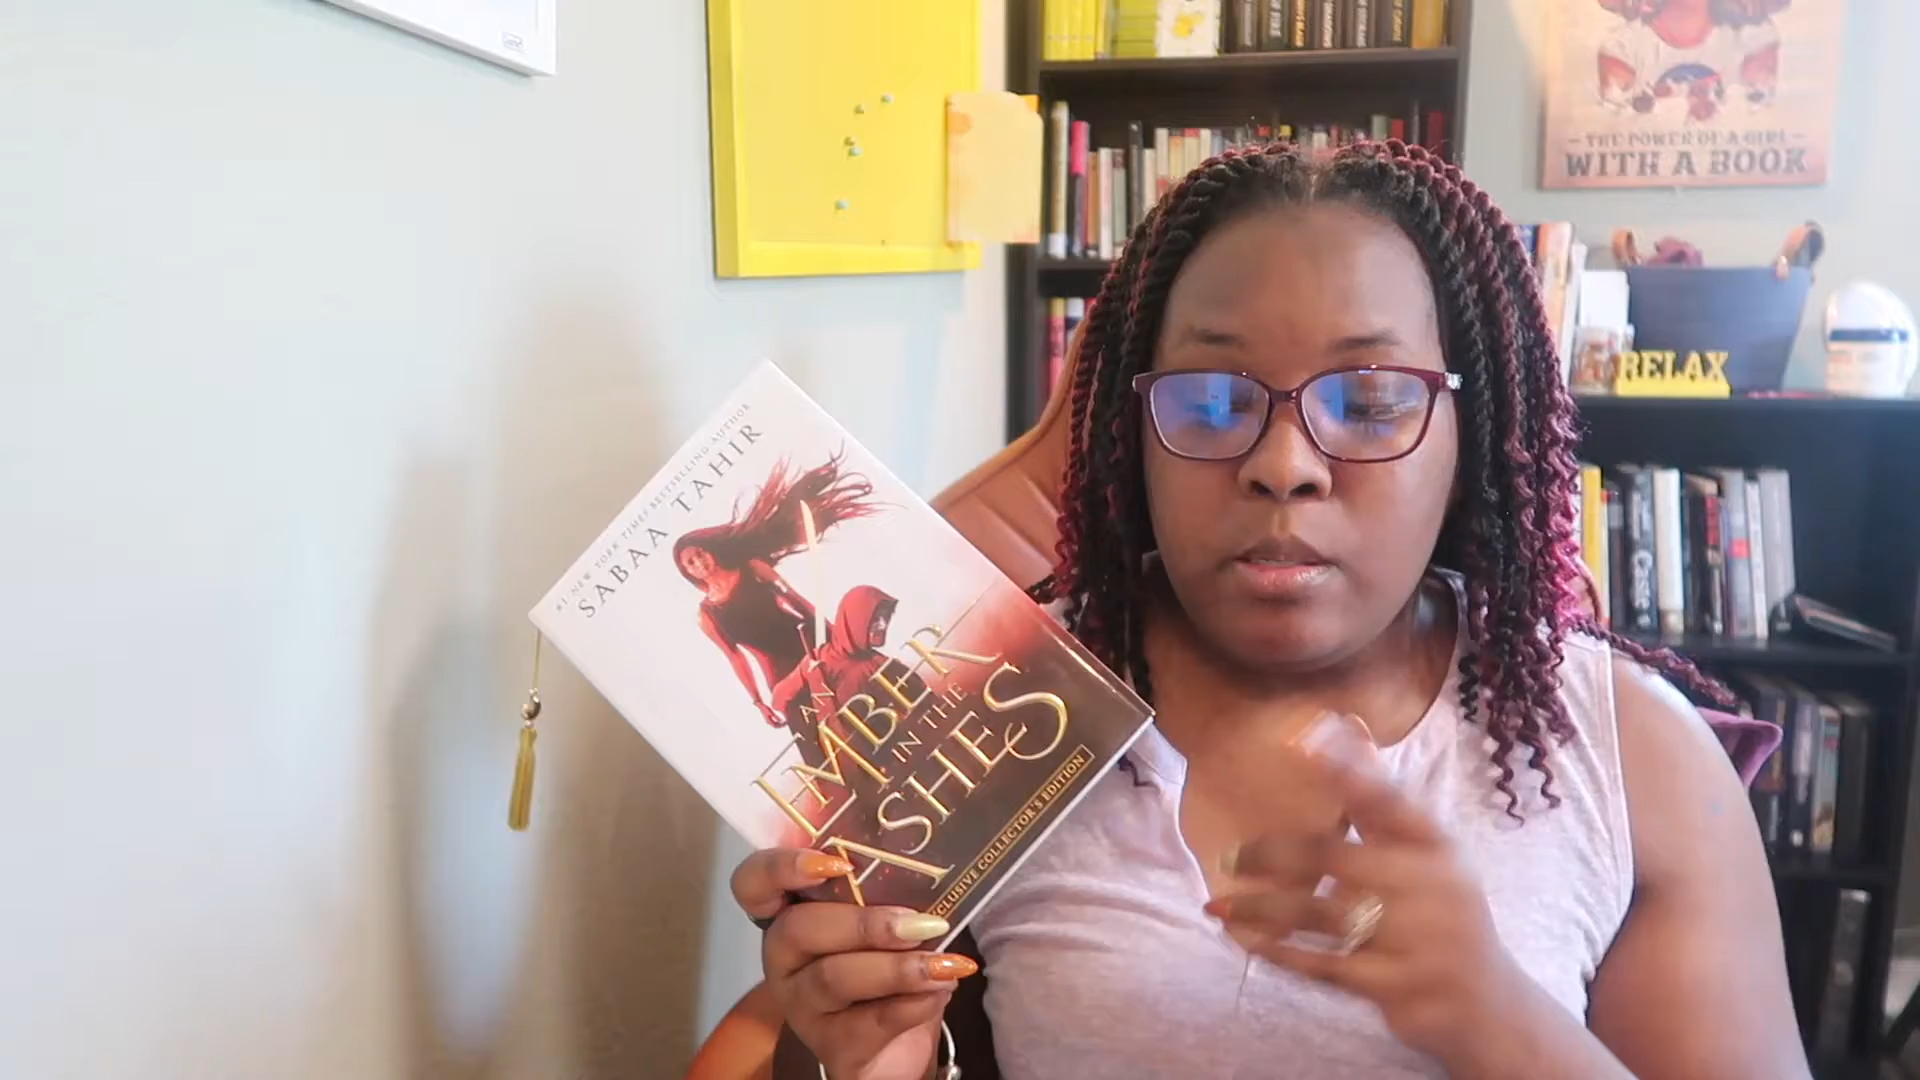 #1 NEW YORK TIMES BESTSELLING AUTHOR
SABAA TAHIR
AN
EMBER
IN THE
ASHES
EXCLUSIVE COLLECTOR'S EDITION
THE POWER OF A GIRL
WITH A BOOK
RELAX